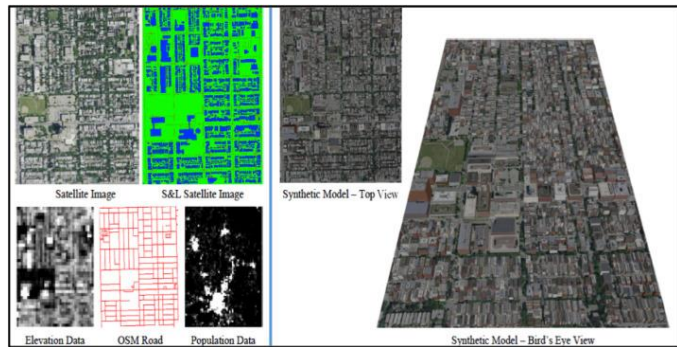 Satellite Image
S&L Satellite Image
Synthetic Model – Top View
Elevation Data
OSM Road
Population Data
Synthetic Model – Bird's Eye View